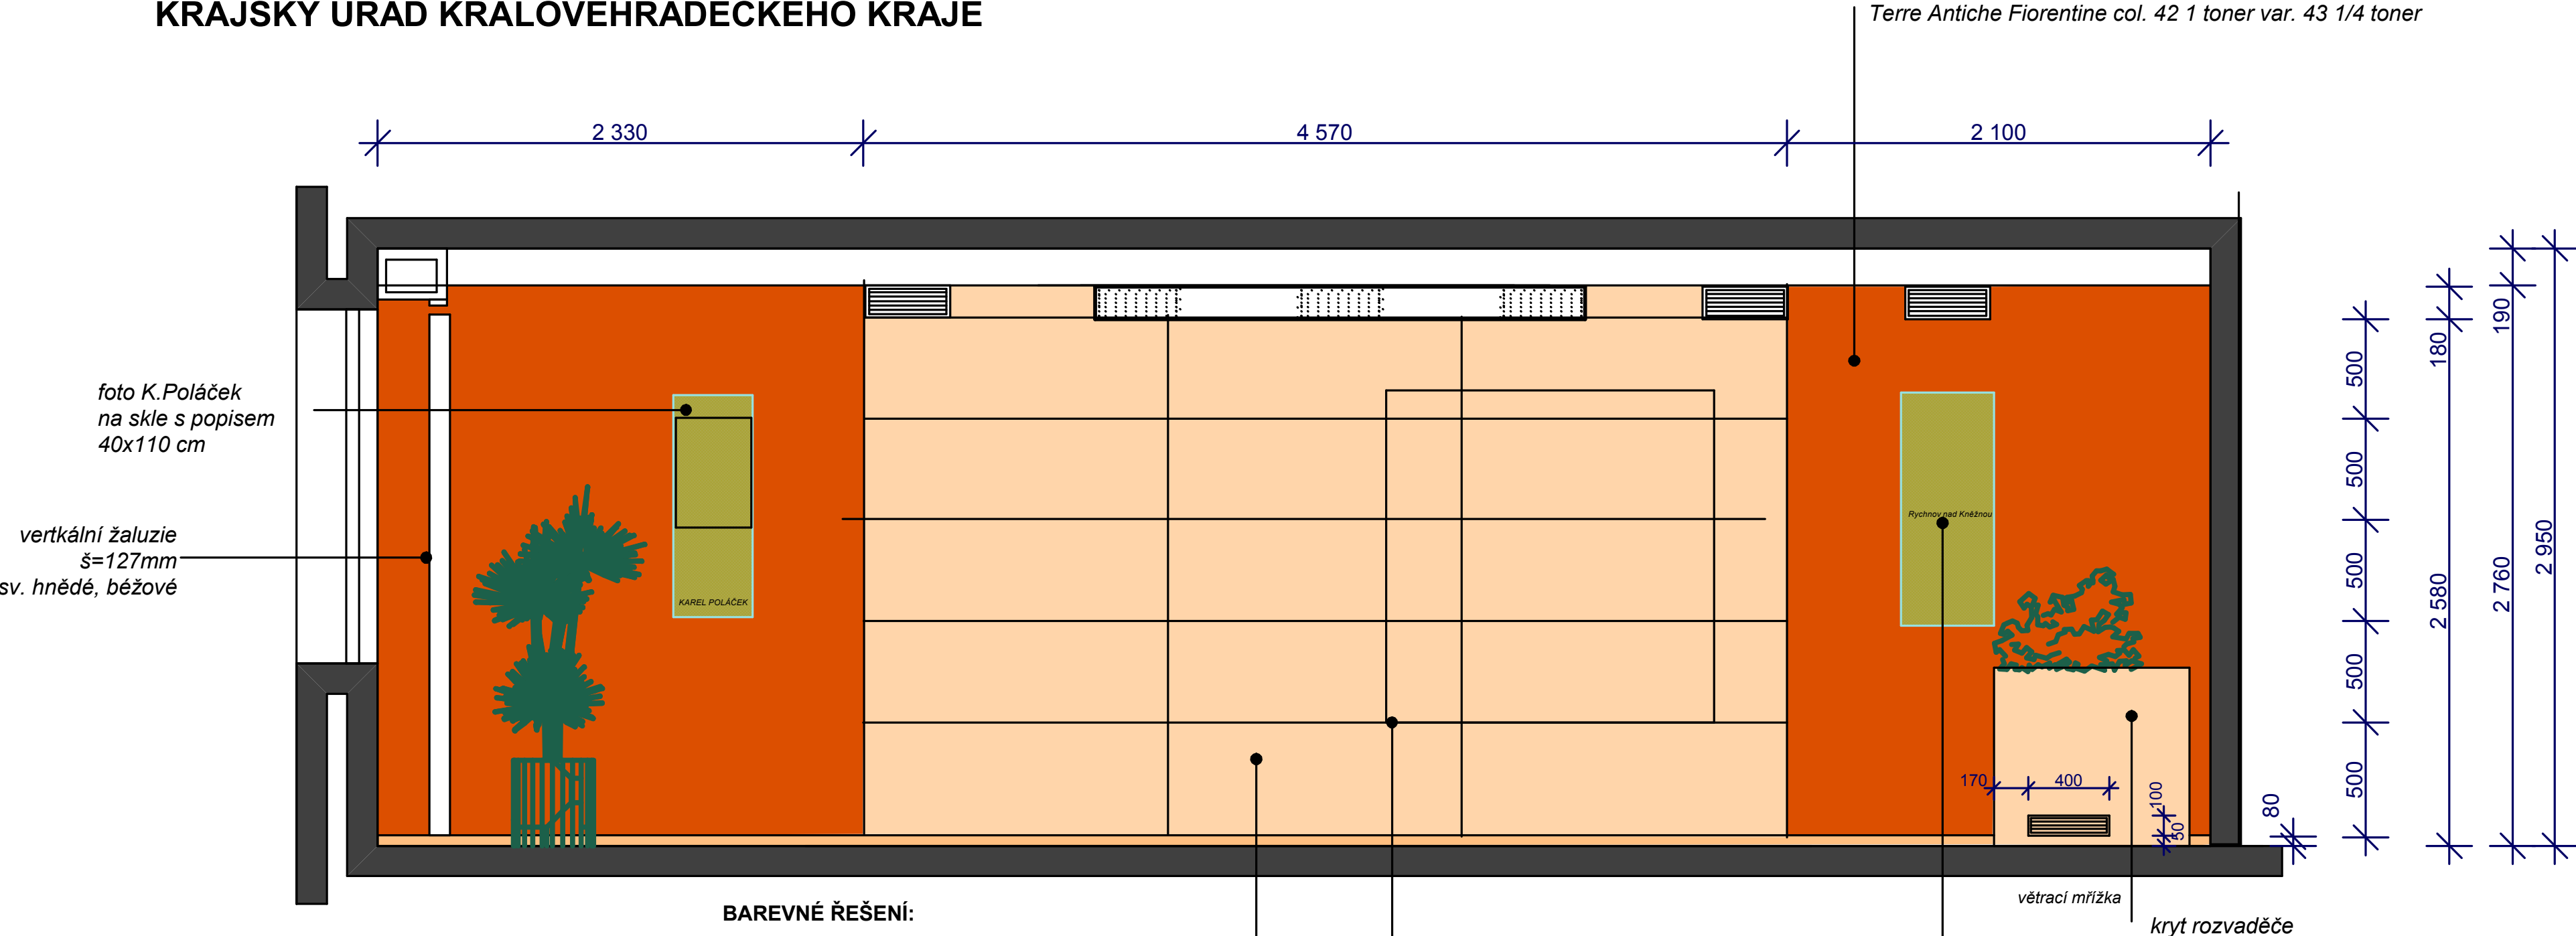 KRAJSKÝ ÚŘAD KRÁLOVÉHRADECKÉHO KRAJE
Terre Antiche Fiorentine col. 42 1 toner var. 43 1/4 toner
2 330
4 570
2 100
foto K.Poláček
na skle s popisem
40x110 cm
vertkální žaluzie
š=127mm
sv. hnědé, béžové
KAREL POLÁČEK
Rychnov nad Kněžnou
170
400
100
50
80
500
500
500
500
500
180
2 580
190
2 760
2 950
větrací mřížka
kryt rozvaděče
BAREVNÉ ŘEŠENÍ: